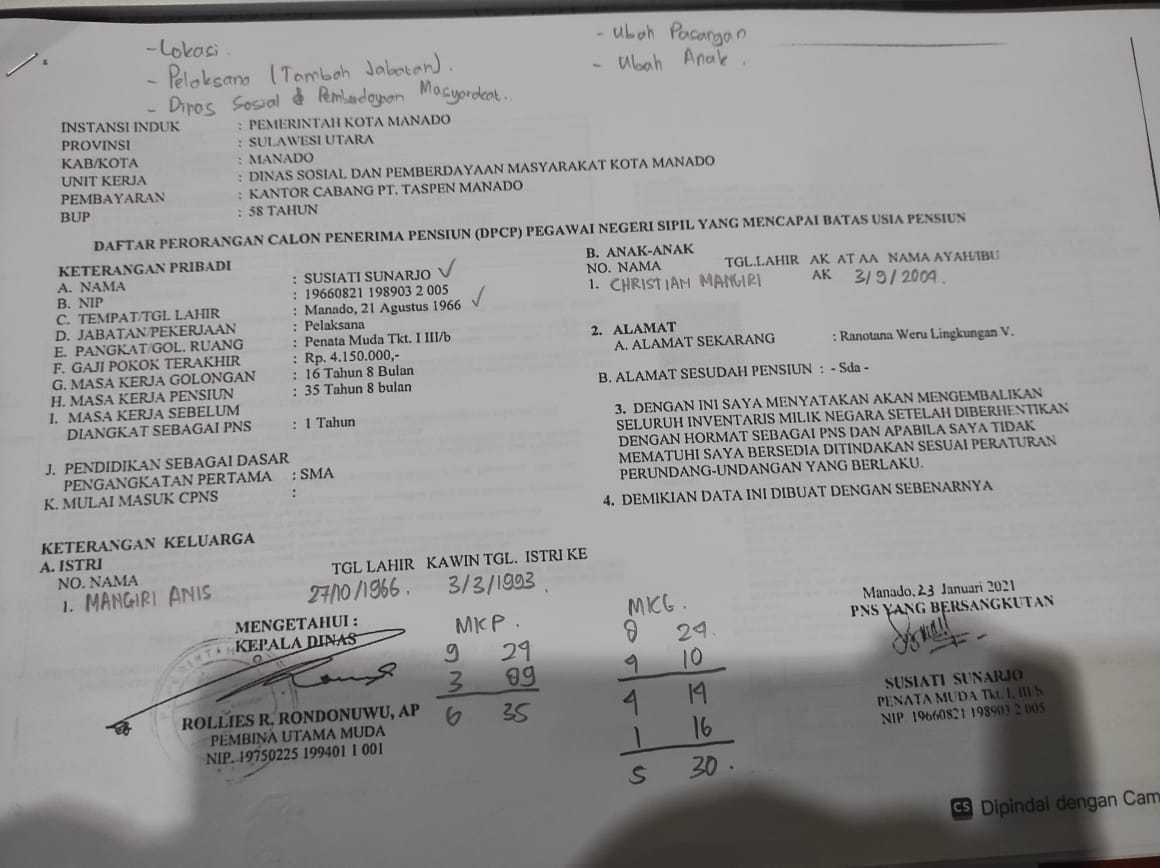 -Lokasi.
- Pelaksana (Tambah Jabatan).
- Dinas Sosial & Pemberdayaan Masyarakat..
- Ubah Pasangan
- Ubah Anak.
INSTANSI INDUK : PEMERINTAH KOTA MANADO
PROVINSI : SULAWESI UTARA
KAB/KOTA : MANADO
UNIT KERJA : DINAS SOSIAL DAN PEMBERDAYAAN MASYARAKAT KOTA MANADO
PEMBAYARAN : KANTOR CABANG PT. TASPEN MANADO
BUP : 58 TAHUN
DAFTAR PERORANGAN CALON PENERIMA PENSIUN (DPCP) PEGAWAI NEGERI SIPIL YANG MENCAPAI BATAS USIA PENSIUN
KETERANGAN PRIBADI
A. NAMA : SUSIATI SUNARJO
B. NIP : 19660821 198903 2 005
C. TEMPAT/TGL LAHIR : Manado, 21 Agustus 1966
D. JABATAN/PEKERJAAN : Pelaksana
E. PANGKAT/GOL. RUANG : Penata Muda Tkt. I III/b
F. GAJI POKOK TERAKHIR : Rp. 4.150.000,-
G. MASA KERJA GOLONGAN : 16 Tahun 8 Bulan
H. MASA KERJA PENSIUN : 35 Tahun 8 bulan
I. MASA KERJA SEBELUM
DIANGKAT SEBAGAI PNS : 1 Tahun
J. PENDIDIKAN SEBAGAI DASAR
PENGANGKATAN PERTAMA : SMA
K. MULAI MASUK CPNS :
B. ANAK-ANAK
NO. NAMA TGL.LAHIR AK AT AA NAMA AYAH/IBU
1. CHRISTIAN MANGIRI AK 3/9/2009.
2. ALAMAT
A. ALAMAT SEKARANG : Ranotana Weru Lingkungan V.
B. ALAMAT SESUDAH PENSIUN : - Sda -
3. DENGAN INI SAYA MENYATAKAN AKAN MENGEMBALIKAN
SELURUH INVENTARIS MILIK NEGARA SETELAH DIBERHENTIKAN
DENGAN HORMAT SEBAGAI PNS DAN APABILA SAYA TIDAK
MEMATUHI SAYA BERSEDIA DITINDAKAN SESUAI PERATURAN
PERUNDANG-UNDANGAN YANG BERLAKU.
4. DEMIKIAN DATA INI DIBUAT DENGAN SEBENARNYA
KETERANGAN KELUARGA
A. ISTRI
NO. NAMA TGL LAHIR KAWIN TGL. ISTRI KE
1. MANGIRI ANIS 27/10/1966. 3/3/1993.
MENGETAHUI :
KEPALA DINAS
ROLLIES R. RONDONUWU, AP
PEMBINA UTAMA MUDA
NIP. 19750225 199401 1 001
MKP.
9 29
3 09
6 35
MKG.
8 29.
9 10
4 19
1 16
5 30.
Manado, 23 Januari 2021
PNS YANG BERSANGKUTAN
SUSIATI SUNARJO
PENATA MUDA Tkt. I, III/b
NIP 19660821 198903 2 005
CS Dipindai dengan Cam